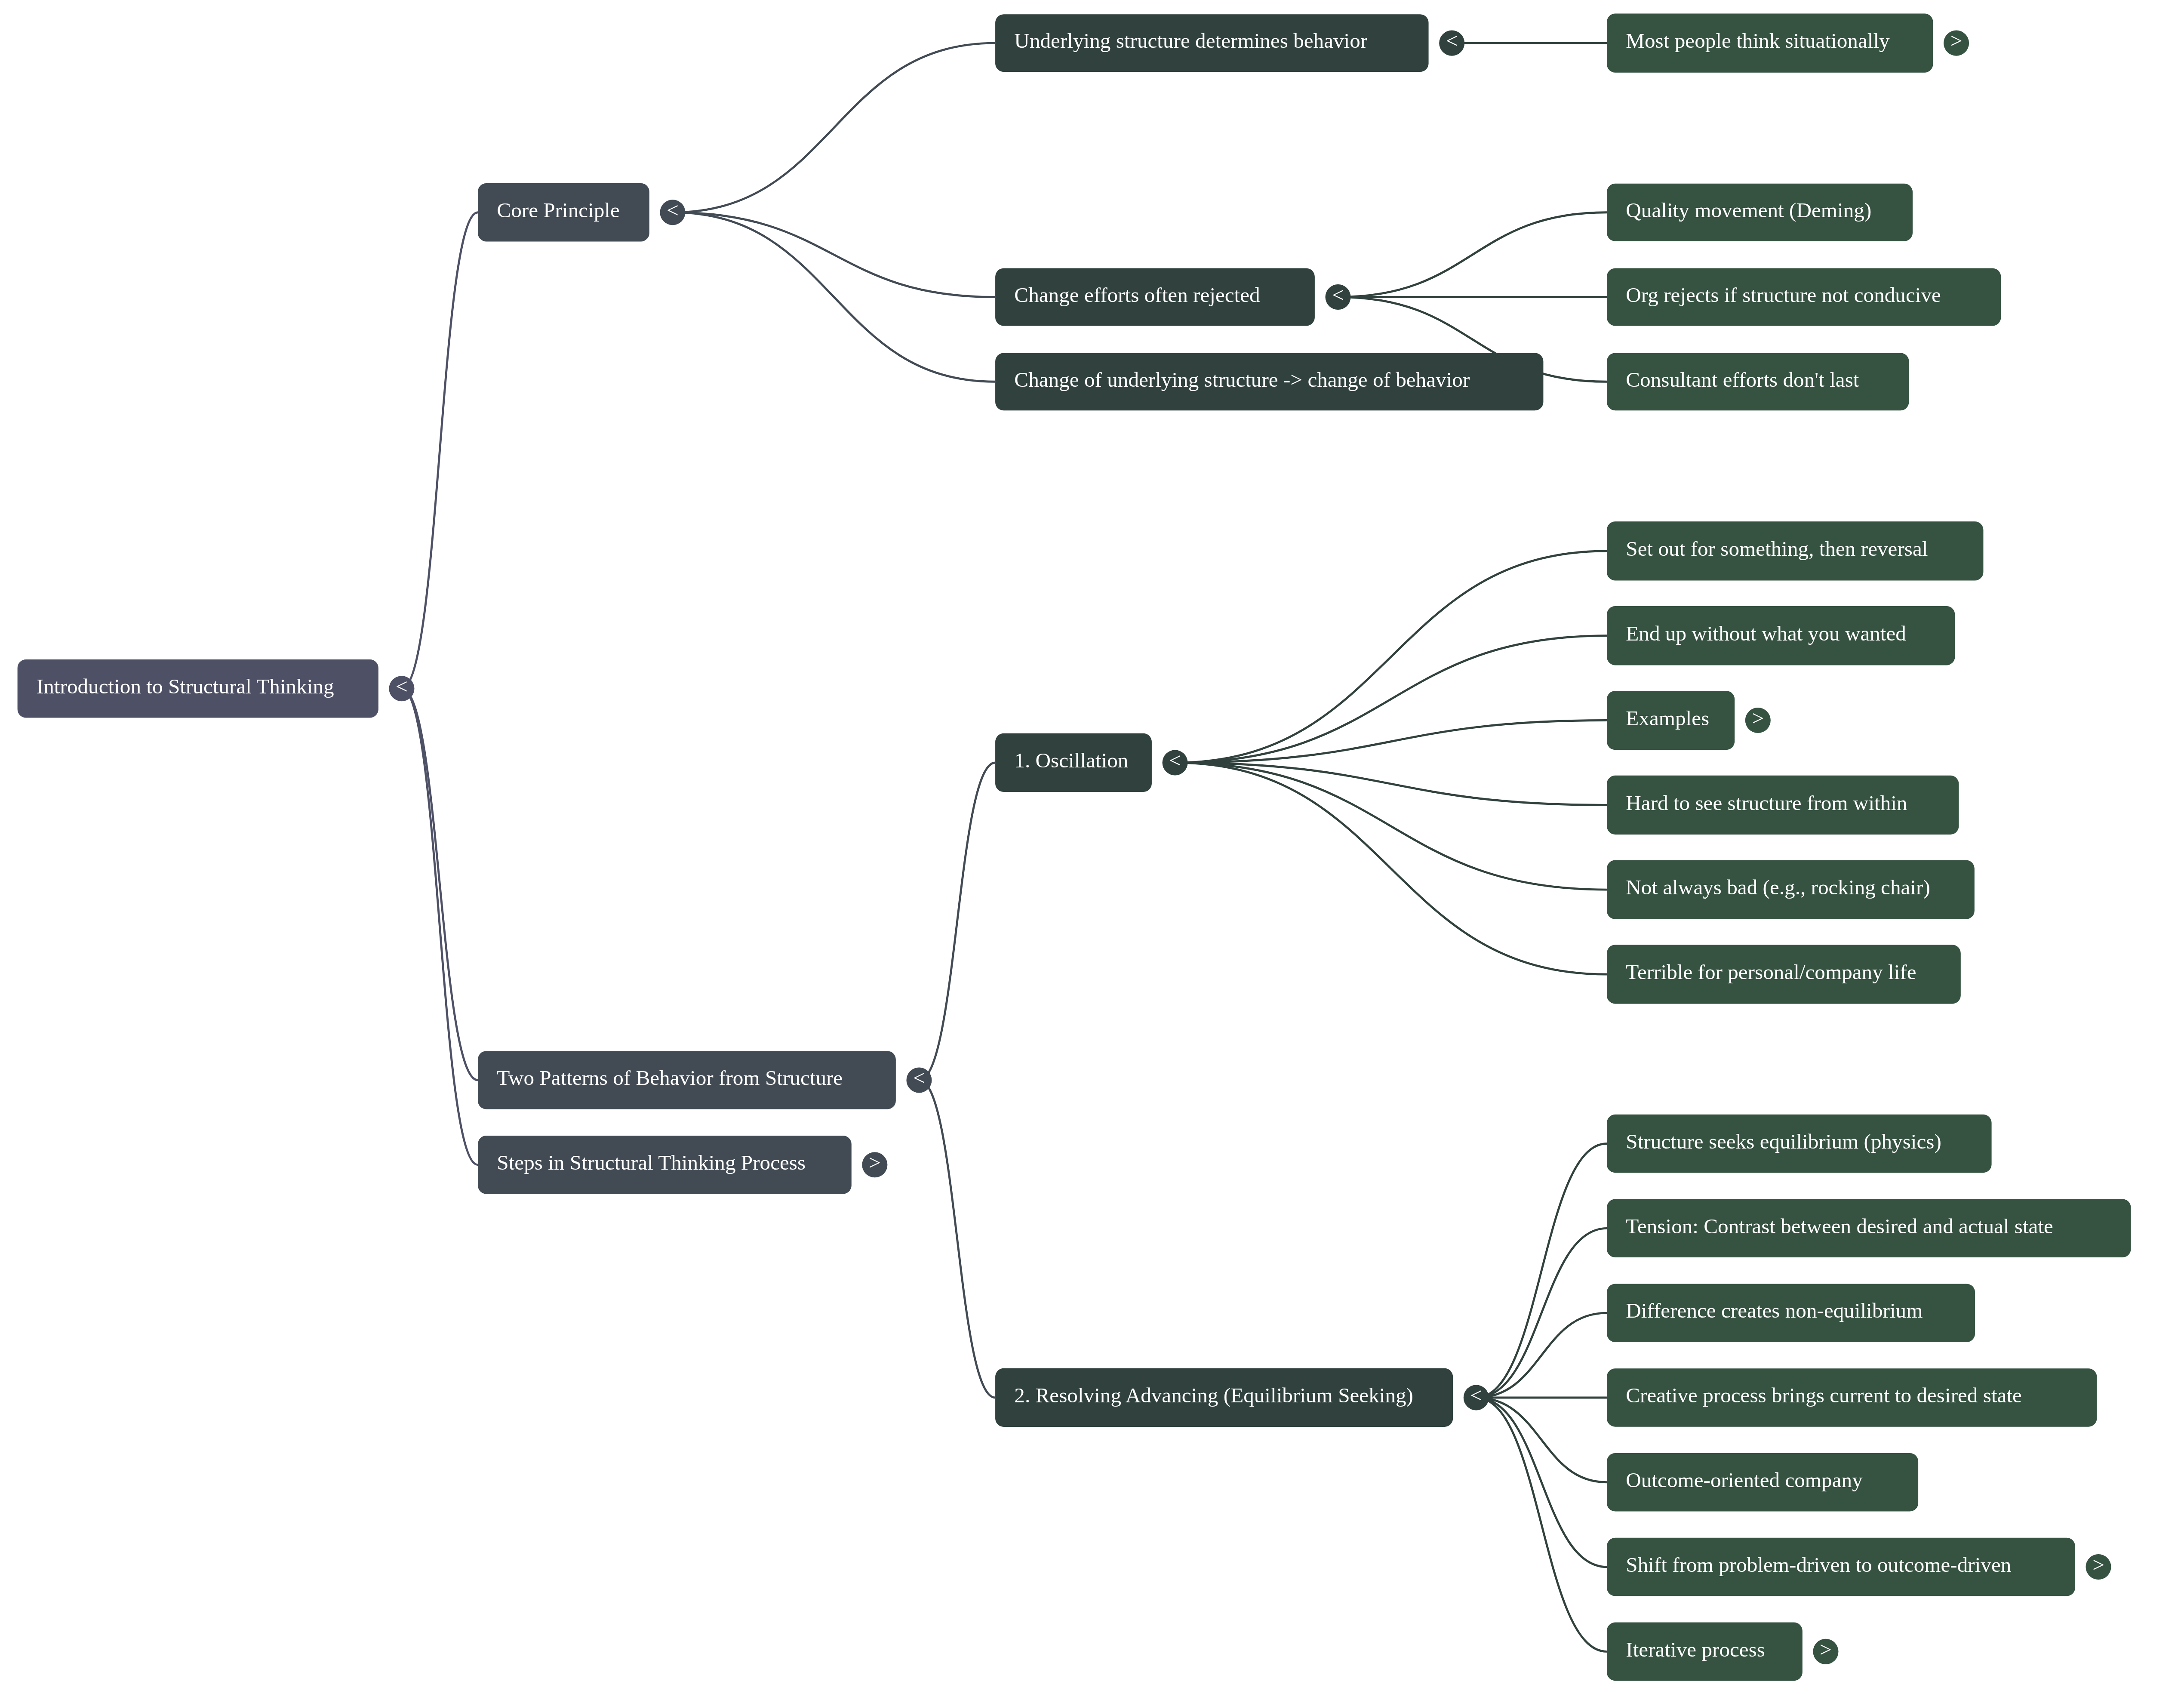 Introduction to Structural Thinking
<
Core Principle
<
Underlying structure determines behavior
<
Most people think situationally
>
Change efforts often rejected
<
Quality movement (Deming)
Org rejects if structure not conducive
Consultant efforts don't last
Change of underlying structure -> change of behavior
Two Patterns of Behavior from Structure
<
1. Oscillation
<
Set out for something, then reversal
End up without what you wanted
Examples
>
Hard to see structure from within
Not always bad (e.g., rocking chair)
Terrible for personal/company life
2. Resolving Advancing (Equilibrium Seeking)
<
Structure seeks equilibrium (physics)
Tension: Contrast between desired and actual state
Difference creates non-equilibrium
Creative process brings current to desired state
Outcome-oriented company
Shift from problem-driven to outcome-driven
>
Iterative process
>
Steps in Structural Thinking Process
>